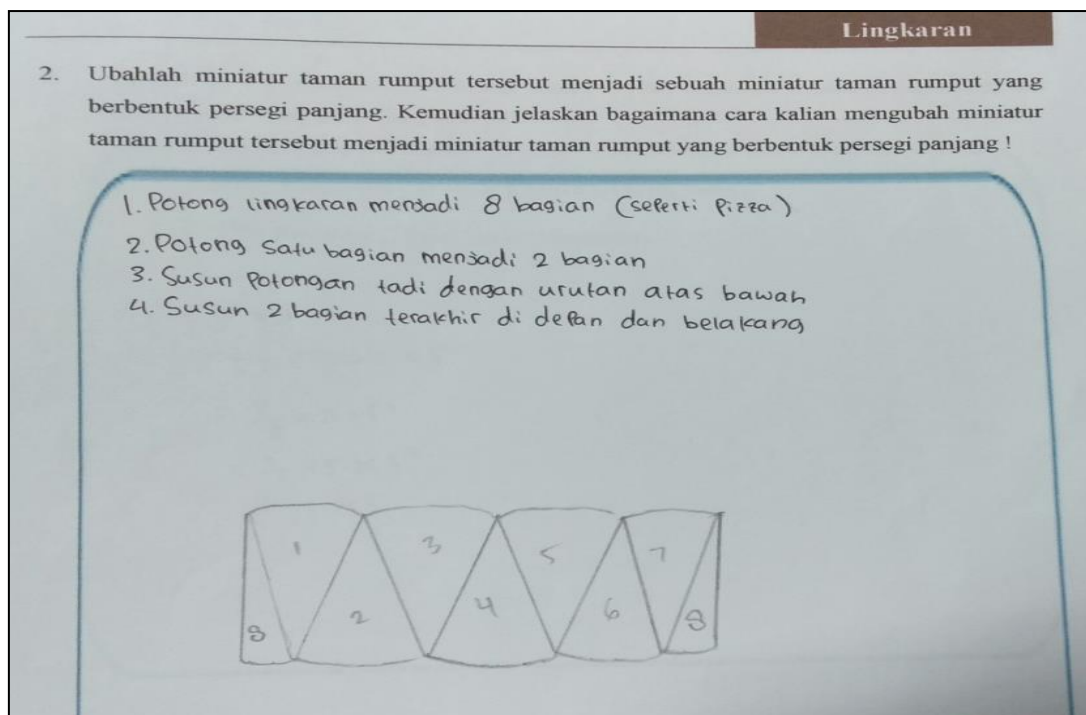 Lingkaran
2. Ubahlah miniatur taman rumput tersebut menjadi sebuah miniatur taman rumput yang
berbentuk persegi panjang. Kemudian jelaskan bagaimana cara kalian mengubah miniatur
taman rumput tersebut menjadi miniatur taman rumput yang berbentuk persegi panjang !
1. Potong lingkaran menjadi 8 bagian (seperti Pizza)
2. Potong satu bagian menjadi 2 bagian
3. Susun Potongan tadi dengan urutan atas bawah
4. Susun 2 bagian terakhir di depan dan belakang
1 3 5 7
8 2 4 6 8